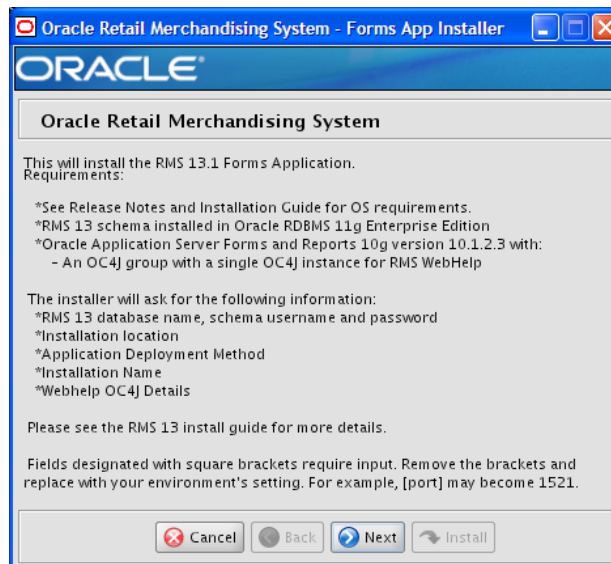 Oracle Retail Merchandising System - Forms App Installer
ORACLE
Oracle Retail Merchandising System
This will install the RMS 13.1 Forms Application.
Requirements:
*See Release Notes and Installation Guide for OS requirements.
*RMS 13 schema installed in Oracle RDBMS 11g Enterprise Edition
*Oracle Application Server Forms and Reports 10g version 10.1.2.3 with:
– An OC4J group with a single OC4J instance for RMS WebHelp
The installer will ask for the following information:
*RMS 13 database name, schema username and password
*Installation location
*Application Deployment Method
*Installation Name
*Webhelp OC4J Details
Please see the RMS 13 install guide for more details.
Fields designated with square brackets require input. Remove the brackets and
replace with your environment's setting. For example, [port] may become 1521.
Cancel Back Next Install